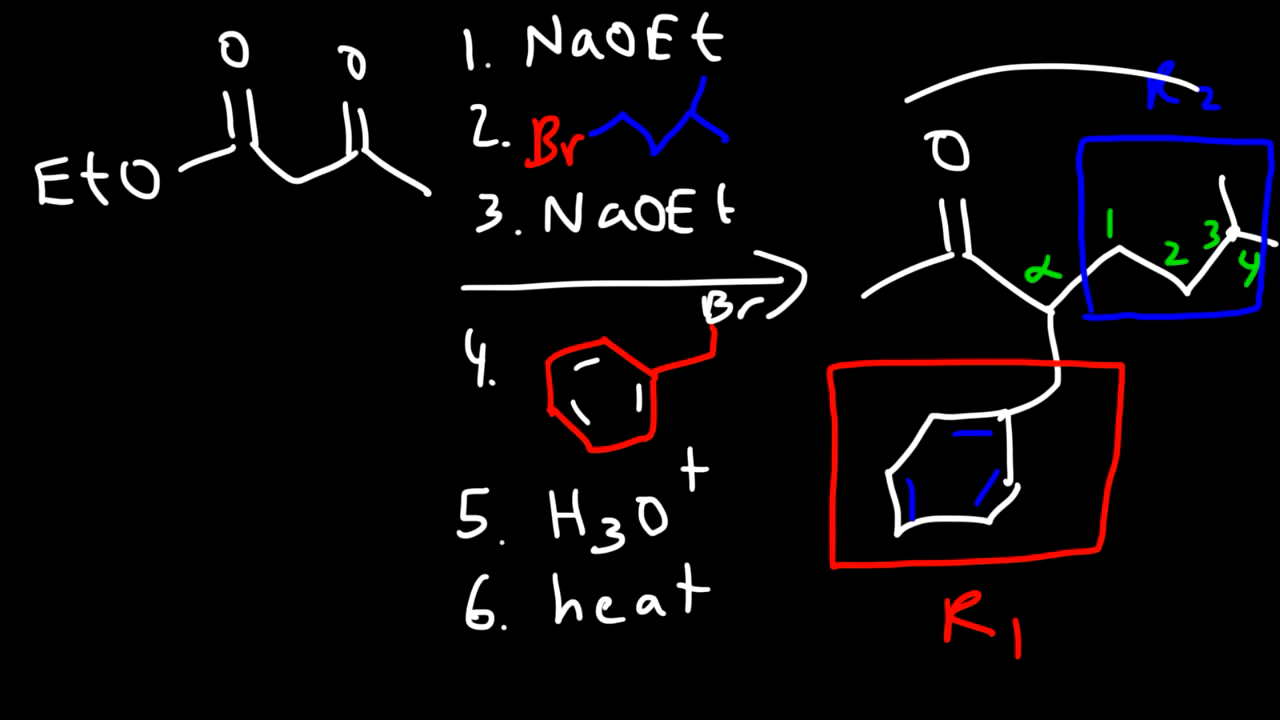 O
O
EtO
1. NaOEt
2. Br
3. NaOEt
4. Br
5. H3O+
6. heat
R2
O
α 1 2 3 4
R1